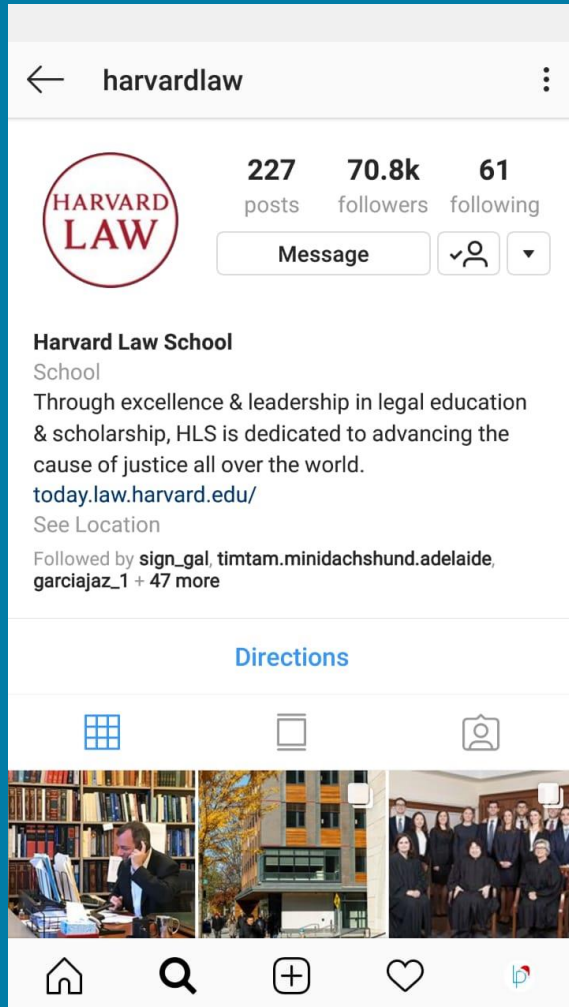 harvardlaw
HARVARD
LAW
227
posts
70.8k
followers
61
following
Message
Harvard Law School
School
Through excellence & leadership in legal education
& scholarship, HLS is dedicated to advancing the
cause of justice all over the world.
today.law.harvard.edu/
See Location
Followed by sign_gal, timtam.minidachshund.adelaide,
garciajaz_1 + 47 more
Directions